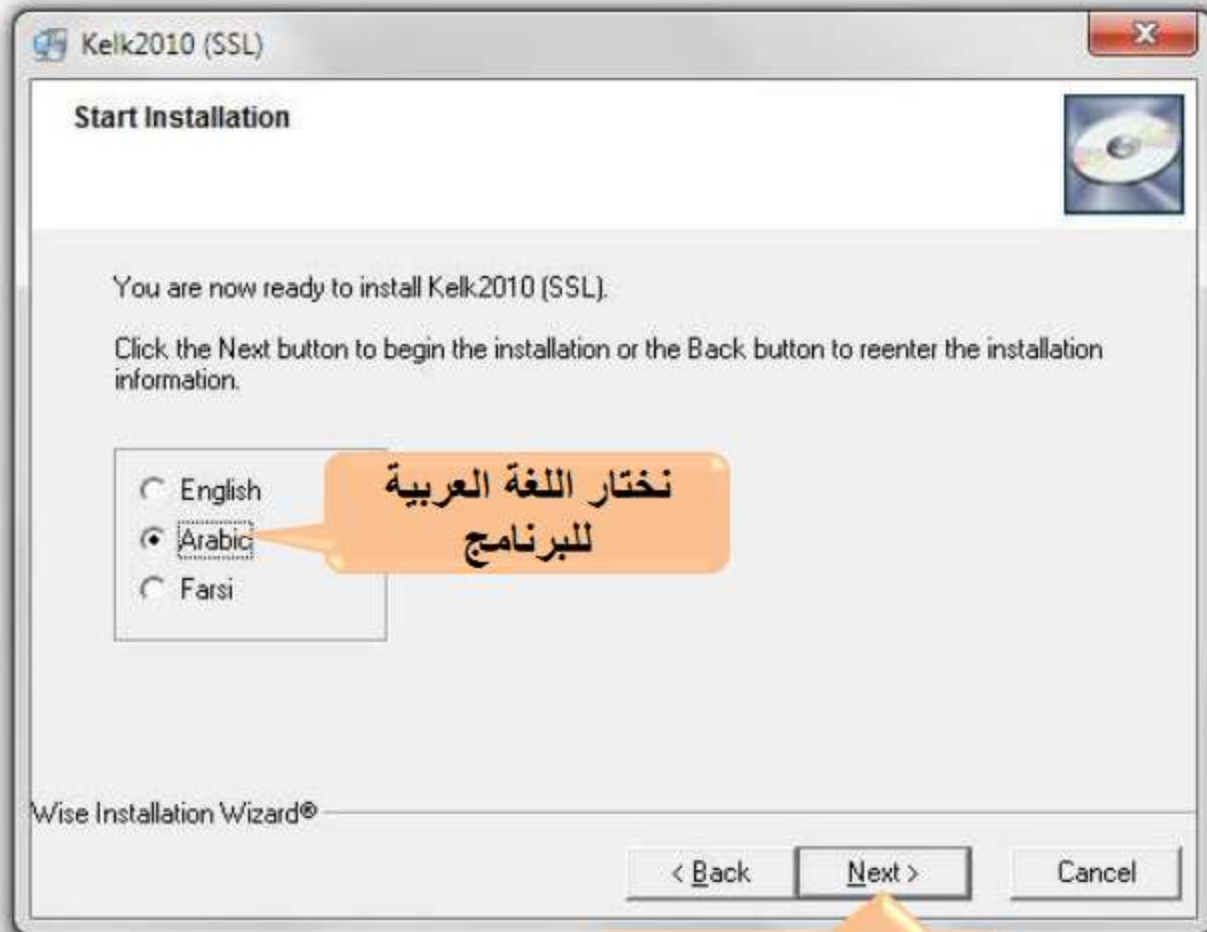 Kelk2010 (SSL)
Start Installation
You are now ready to install Kelk2010 (SSL).
Click the Next button to begin the installation or the Back button to reenter the installation
information.
English
Arabic
Farsi
نختار اللغة العربية
للبرنامج
Wise Installation Wizard®
< Back
Next >
Cancel